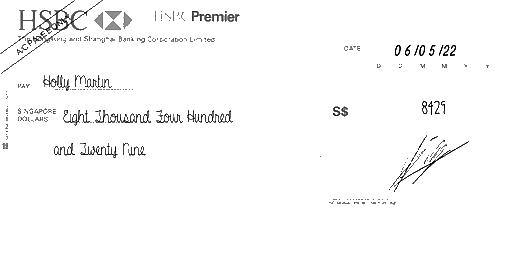 HSBC HSBC Premier
The Hongkong and Shanghai Banking Corporation Limited
A/C PAYEE ONLY
DATE 06/05/22
D D M M Y Y
PAY Holly Martin
SINGAPORE
DOLLARS Eight Thousand Four Hundred
and Twenty Nine
S$ 8429